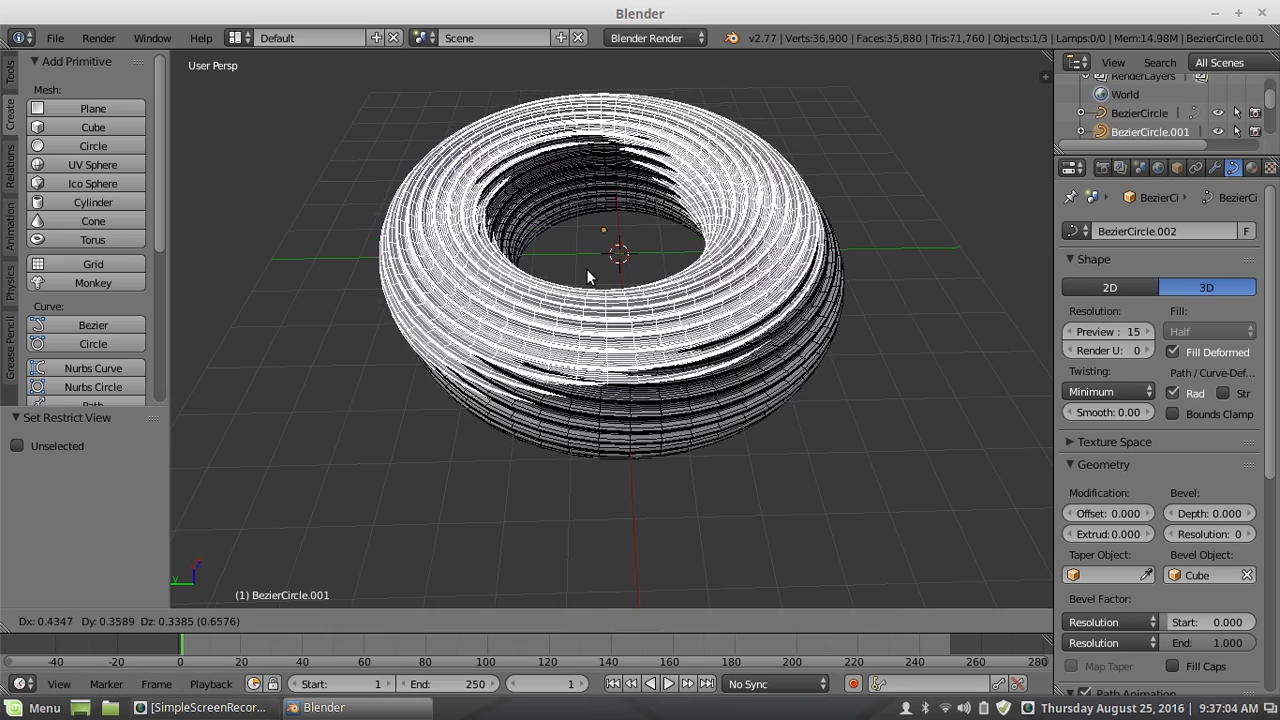 Blender
File Render Window Help Default Scene Blender Render v2.77 | Verts:36,900 | Faces:35,880 | Tris:71,760 | Objects:1/3 | Lamps:0/0 | Mem:14.98M | BezierCircle.001
Tools
Create
Relations
Animation
Physics
Grease Pencil
Add Primitive
Mesh:
Plane
Cube
Circle
UV Sphere
Ico Sphere
Cylinder
Cone
Torus
Grid
Monkey
Curve:
Bezier
Circle
Nurbs Curve
Nurbs Circle
Path
Set Restrict View
Unselected
User Persp
z
y
(1) BezierCircle.001
View Search All Scenes
RenderLayers
World
BezierCircle
BezierCircle.001
BezierCi BezierCi
BezierCircle.002 F
Shape
2D 3D
Resolution: Fill:
Preview : 15 Half
Render U: 0 Fill Deformed
Twisting: Path / Curve-Def...
Minimum Rad Str
Smooth: 0.00 Bounds Clamp
Texture Space
Geometry
Modification: Bevel:
Offset: 0.000 Depth: 0.000
Extrud:0.000 Resolution: 0
Taper Object: Bevel Object:
Cube
Bevel Factor:
Resolution Start: 0.000
Resolution End: 1.000
Map Taper Fill Caps
Path Animation
Dx: 0.4347 Dy: 0.3589 Dz: 0.3385 (0.6576)
-40 -20 0 20 40 60 80 100 120 140 160 180 200 220 240 260 280
View Marker Frame Playback Start: 1 End: 250 1 No Sync
Menu [SimpleScreenRecor... Blender Thursday August 25, 2016 | 9:37:04 AM